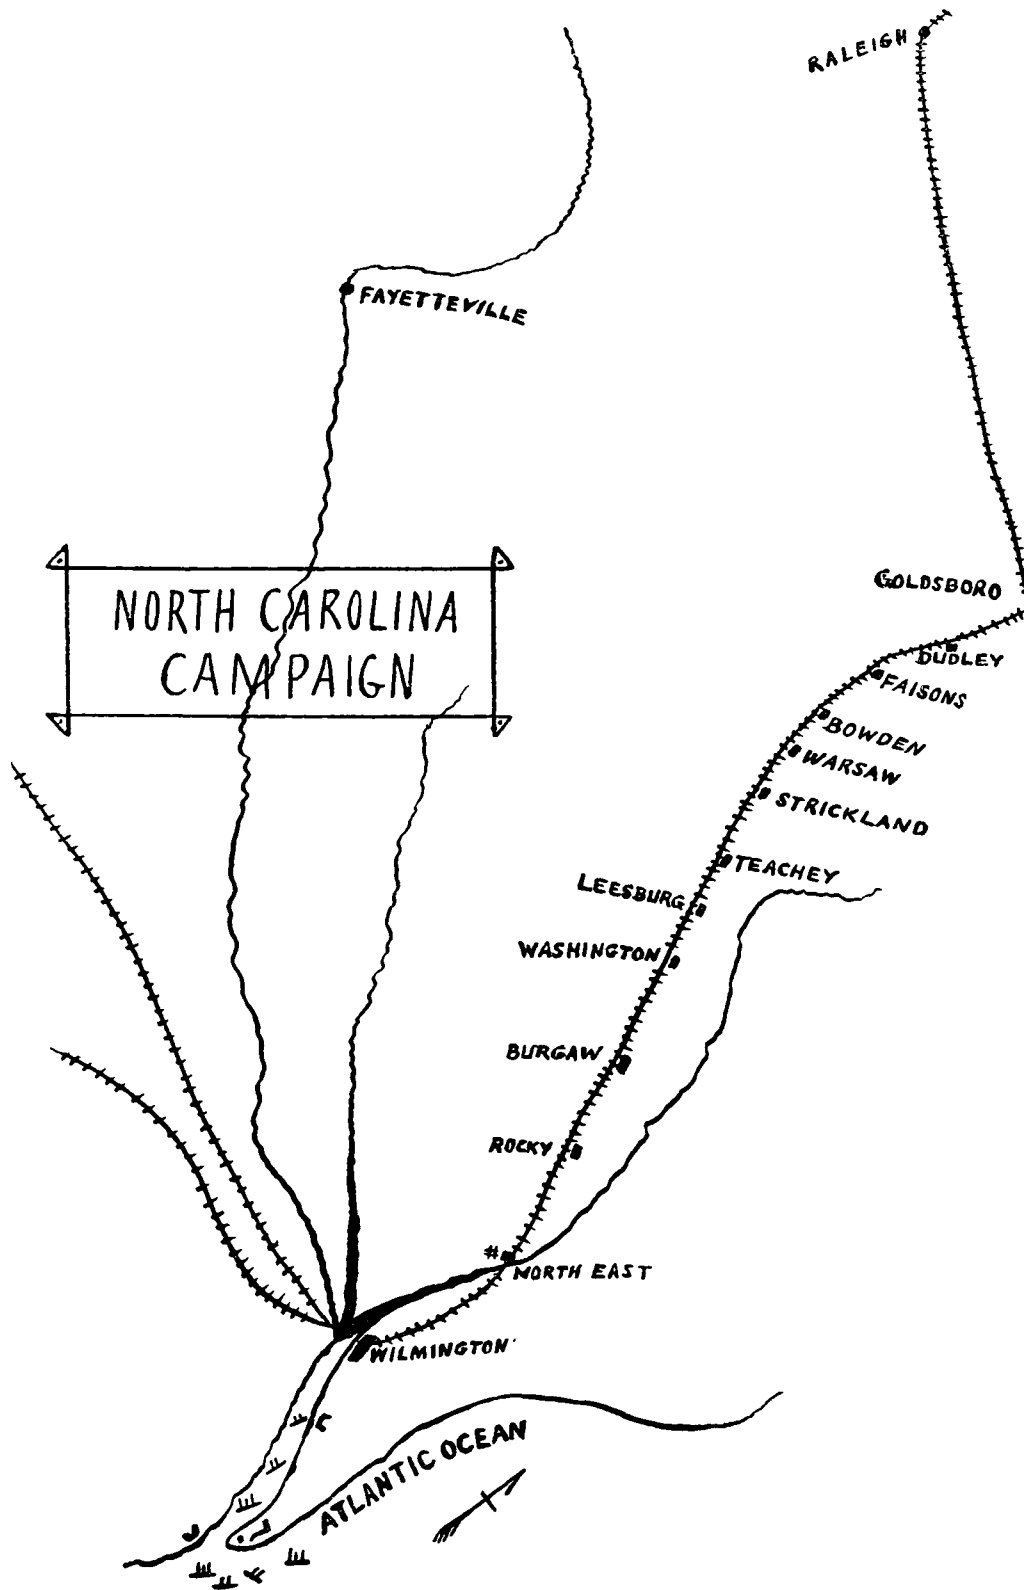 RALEIGH
FAYETTEVILLE
NORTH CAROLINA
CAMPAIGN
GOLDSBORO
DUDLEY
FAISONS
BOWDEN
WARSAW
STRICKLAND
TEACHEY
LEESBURG
WASHINGTON
BURGAW
ROCKY
#
NORTH EAST
WILMINGTON
ATLANTIC OCEAN